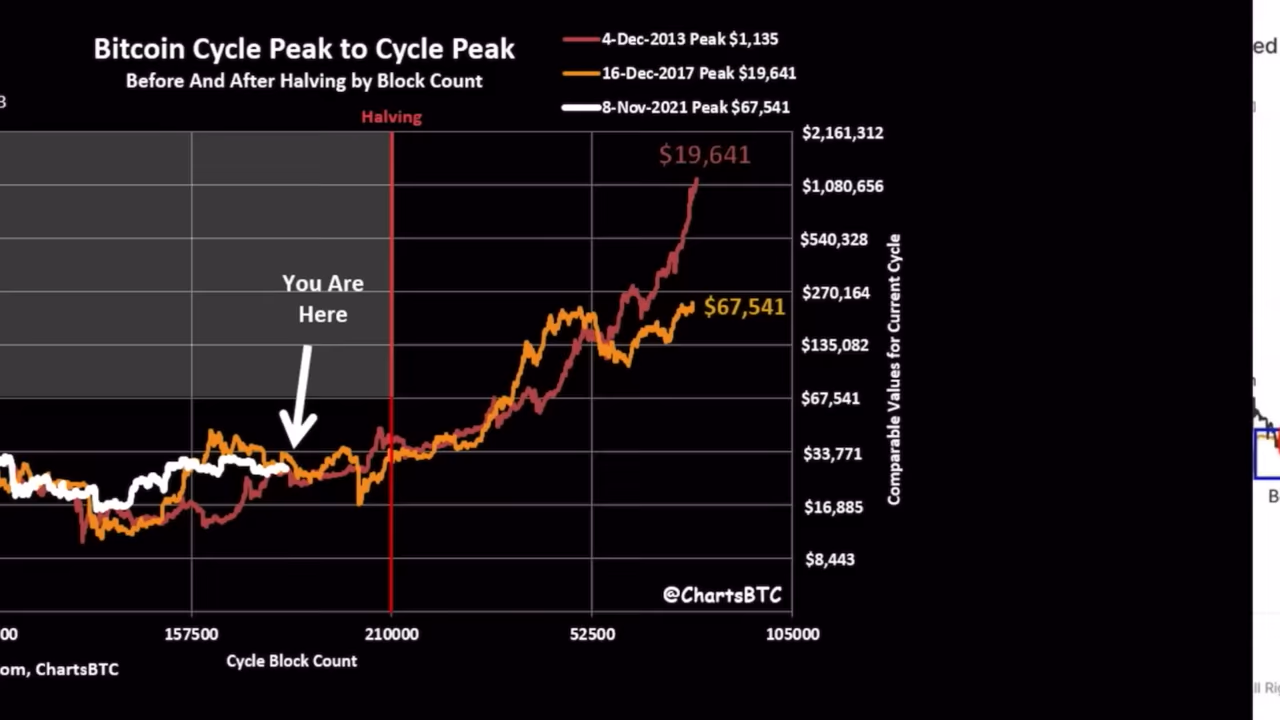 Bitcoin Cycle Peak to Cycle Peak
Before And After Halving by Block Count
4-Dec-2013 Peak $1,135
16-Dec-2017 Peak $19,641
8-Nov-2021 Peak $67,541
Halving
$2,161,312
$1,080,656
$540,328
$270,164
$135,082
$67,541
$33,771
$16,885
$8,443
Comparable Values for Current Cycle
$19,641
$67,541
You Are
Here
@ChartsBTC
157500
210000
52500
105000
Cycle Block Count
om, ChartsBTC
ed
B